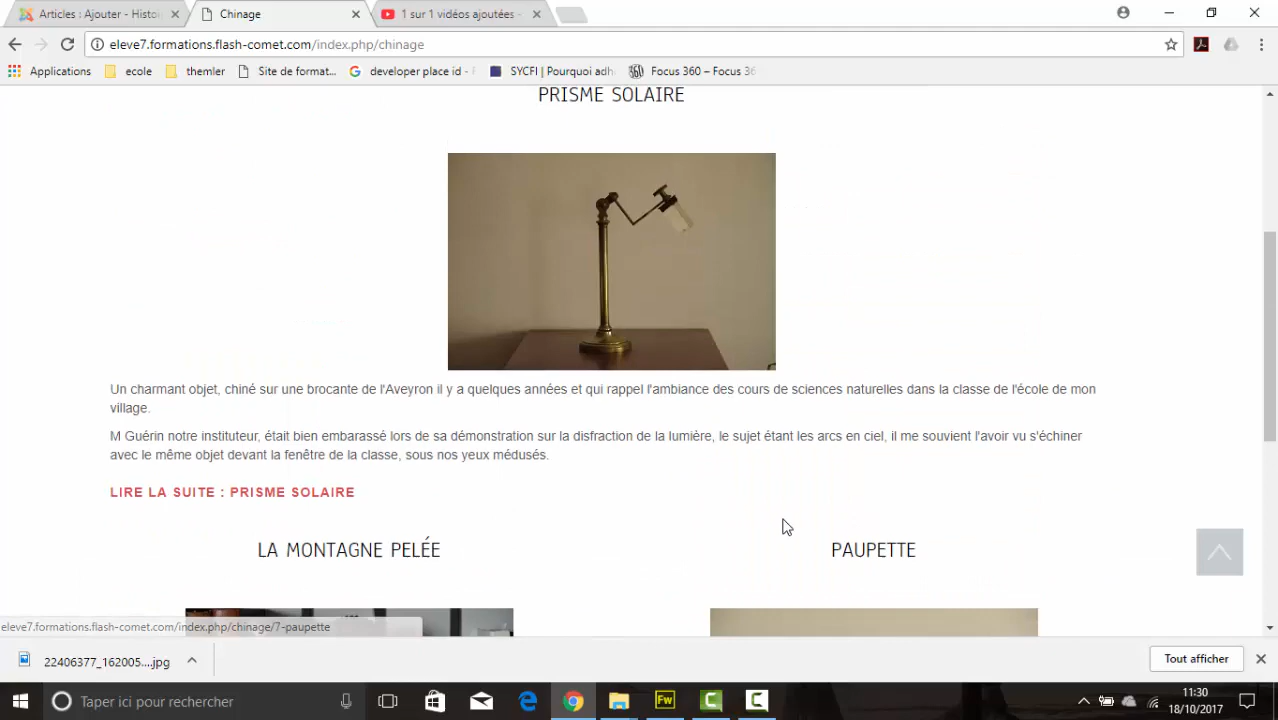 Articles : Ajouter - Histoi
Chinage
1 sur 1 vidéos ajoutées -
eleve7.formations.flash-comet.com/index.php/chinage
Applications
ecole
themler
Site de format...
developer place id -
SYCFI | Pourquoi adh
Focus 360 – Focus 36
PRISME SOLAIRE
Un charmant objet, chiné sur une brocante de l'Aveyron il y a quelques années et qui rappel l'ambiance des cours de sciences naturelles dans la classe de l'école de mon
village.
M Guérin notre instituteur, était bien embarassé lors de sa démonstration sur la disfraction de la lumière, le sujet étant les arcs en ciel, il me souvient l'avoir vu s'échiner
avec le même objet devant la fenêtre de la classe, sous nos yeux médusés.
LIRE LA SUITE : PRISME SOLAIRE
LA MONTAGNE PELÉE
PAUPETTE
eleve7.formations.flash-comet.com/index.php/chinage/7-paupette
22406377_162005....jpg
Tout afficher
Taper ici pour rechercher
Fw
11:30
18/10/2017